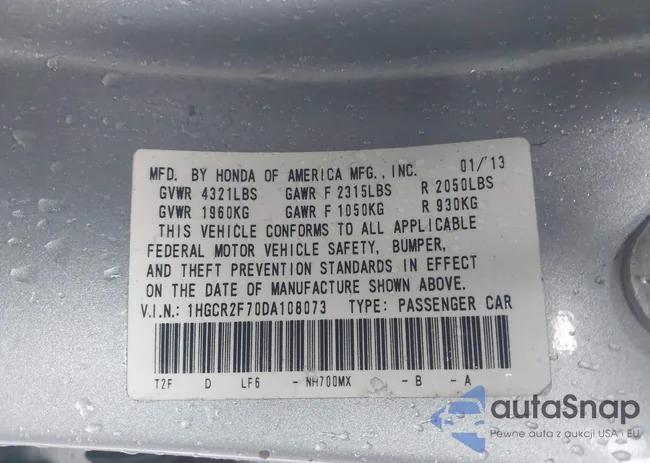 MFD. BY HONDA OF AMERICA MFG., INC. 01/'13
GVWR 4321LBS GAWR F 2315LBS R 2050LBS
GVWR 1960KG GAWR F 1050KG R 930KG
THIS VEHICLE CONFORMS TO ALL APPLICABLE
FEDERAL MOTOR VEHICLE SAFETY, BUMPER,
AND THEFT PREVENTION STANDARDS IN EFFECT
ON THE DATE OF MANUFACTURE SHOWN ABOVE.
V.I.N.: 1HGCR2F70DA108073 TYPE: PASSENGER CAR
T2F D LF6 - NH700MX - B - A
autaSnap
Pewne auta z aukcji USA i EU